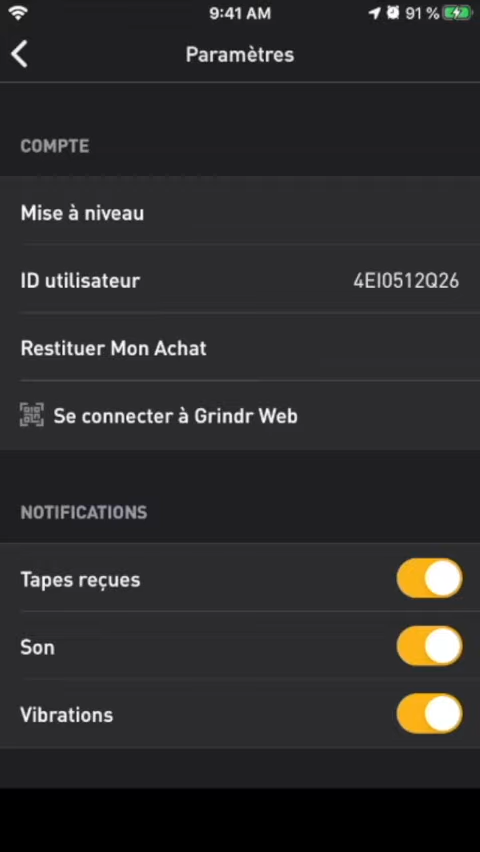 9:41 AM
91 %
Paramètres
COMPTE
Mise à niveau
ID utilisateur 4EI0512Q26
Restituer Mon Achat
Se connecter à Grindr Web
NOTIFICATIONS
Tapes reçues
Son
Vibrations